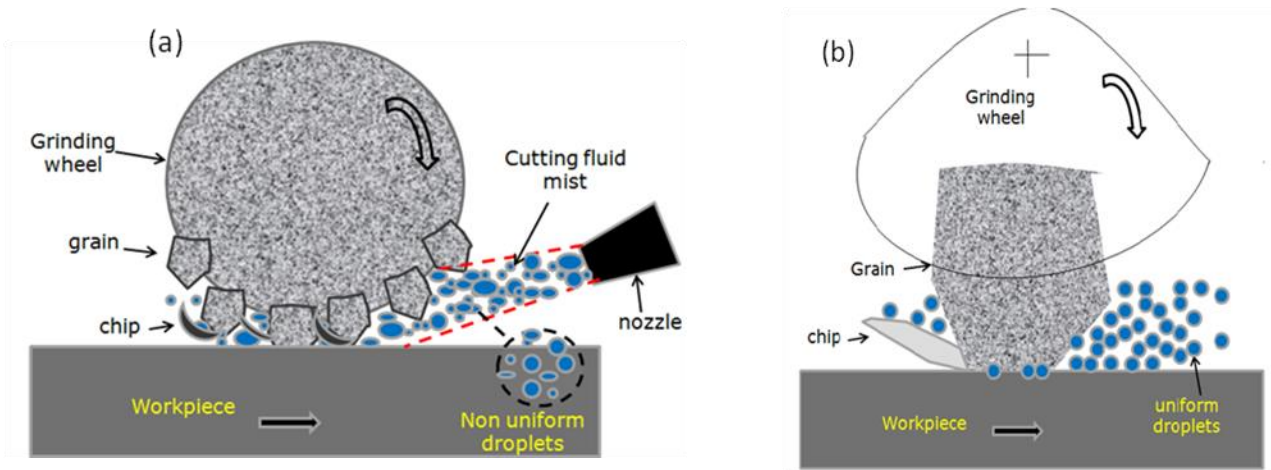 (a)
Grinding
wheel
Cutting fluid
mist
grain
chip
nozzle
Workpiece
Non uniform
droplets
(b)
Grinding
wheel
Grain
chip
Workpiece
uniform
droplets